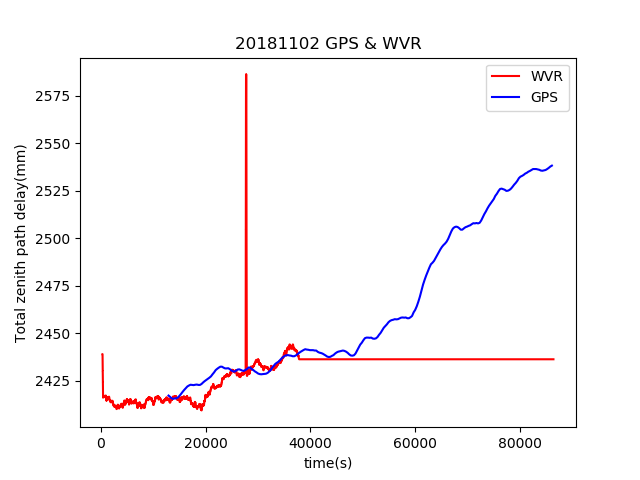 20181102 GPS & WVR
WVR
GPS
Total zenith path delay(mm)
2575
2550
2525
2500
2475
2450
2425
0 20000 40000 60000 80000
time(s)